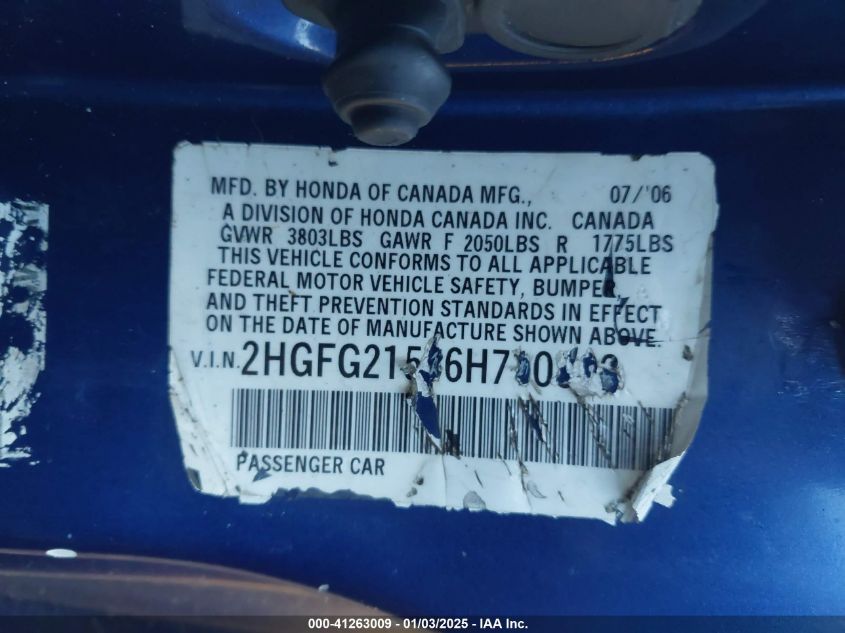 MFD. BY HONDA OF CANADA MFG., 07/'06
A DIVISION OF HONDA CANADA INC. CANADA
GVWR 3803LBS GAWR F 2050LBS R 1775LBS
THIS VEHICLE CONFORMS TO ALL APPLICABLE
FEDERAL MOTOR VEHICLE SAFETY, BUMPER,
AND THEFT PREVENTION STANDARDS IN EFFECT
ON THE DATE OF MANUFACTURE SHOWN ABOVE.
V.I.N.
PASSENGER CAR
000-41263009 - 01/03/2025 - IAA Inc.